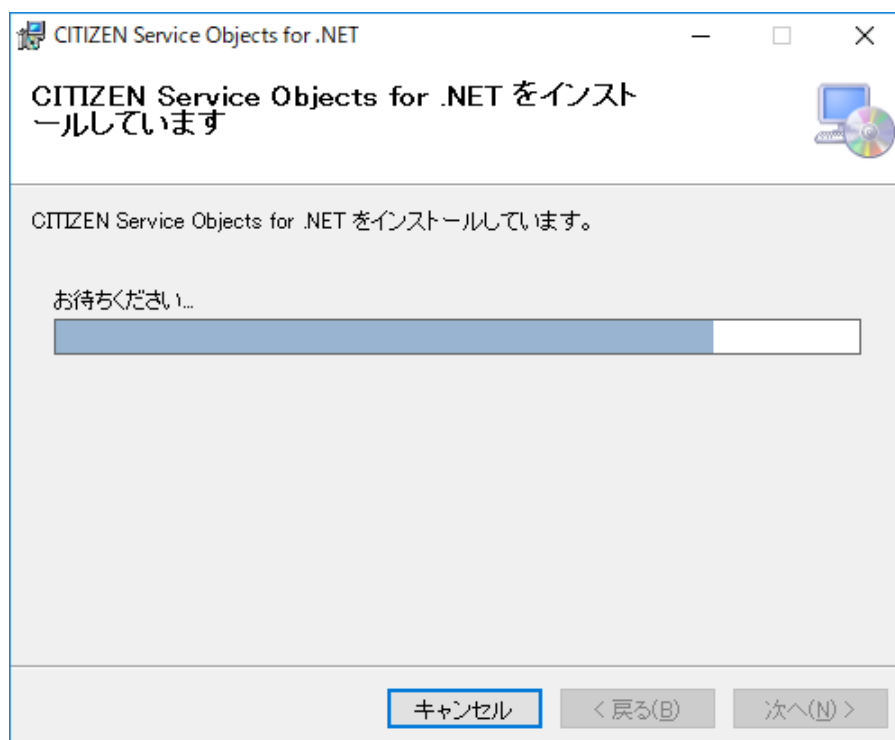 CITIZEN Service Objects for .NET
CITIZEN Service Objects for .NET をインスト
ールしています
CITIZEN Service Objects for .NET をインストールしています。
お待ちください...
キャンセル
< 戻る(B)
次へ(N) >